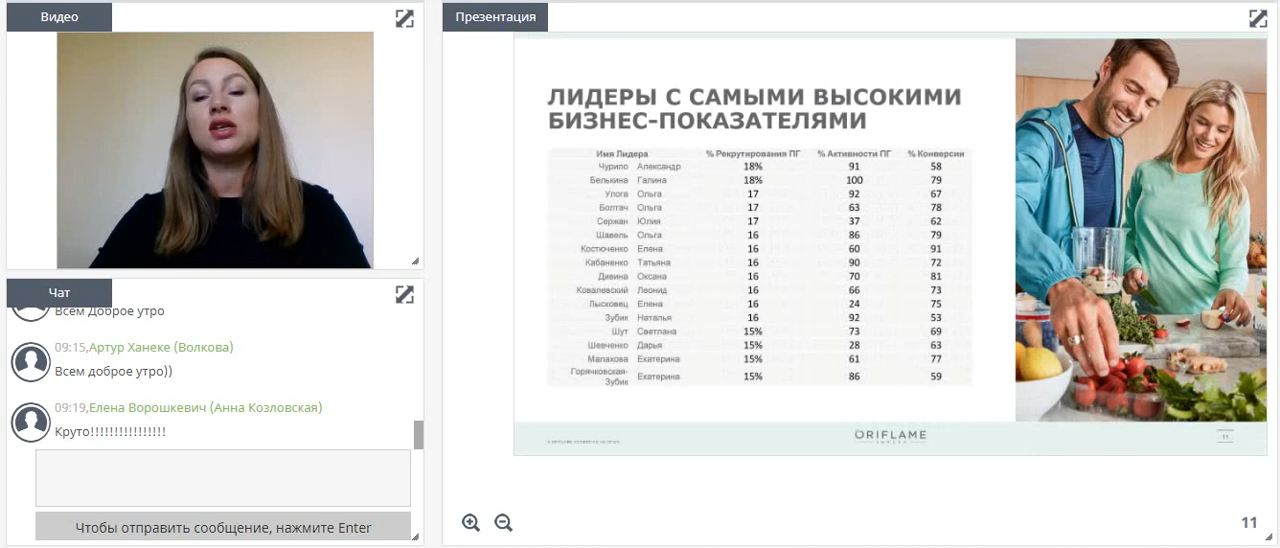 Видео
Чат
Всем Доброе утро
09:15,Артур Ханеке (Волкова)
Всем доброе утро))
09:19,Елена Ворошкевич (Анна Козловская)
Круто!!!!!!!!!!!!!!!!
Чтобы отправить сообщение, нажмите Enter
Презентация
ЛИДЕРЫ С САМЫМИ ВЫСОКИМИ
БИЗНЕС-ПОКАЗАТЕЛЯМИ
Имя Лидера % Рекрутирования ПГ % Активности ПГ % Конверсии
Чурило Александр 18% 91 58
Белькина Галина 18% 100 79
Улога Ольга 17 92 67
Болтач Ольга 17 63 78
Сержан Юлия 17 37 62
Шавель Ольга 16 86 79
Костюченко Елена 16 60 91
Кабаненко Татьяна 16 90 72
Дивина Оксана 16 70 81
Ковалевский Леонид 16 66 73
Лысковец Елена 16 24 75
Зубик Наталья 16 92 53
Шут Светлана 15% 73 69
Шевченко Дарья 15% 28 63
Малахова Екатерина 15% 61 77
Горячковская-
Зубик Екатерина 15% 86 59
ORIFLAME
SWEDEN
11
11